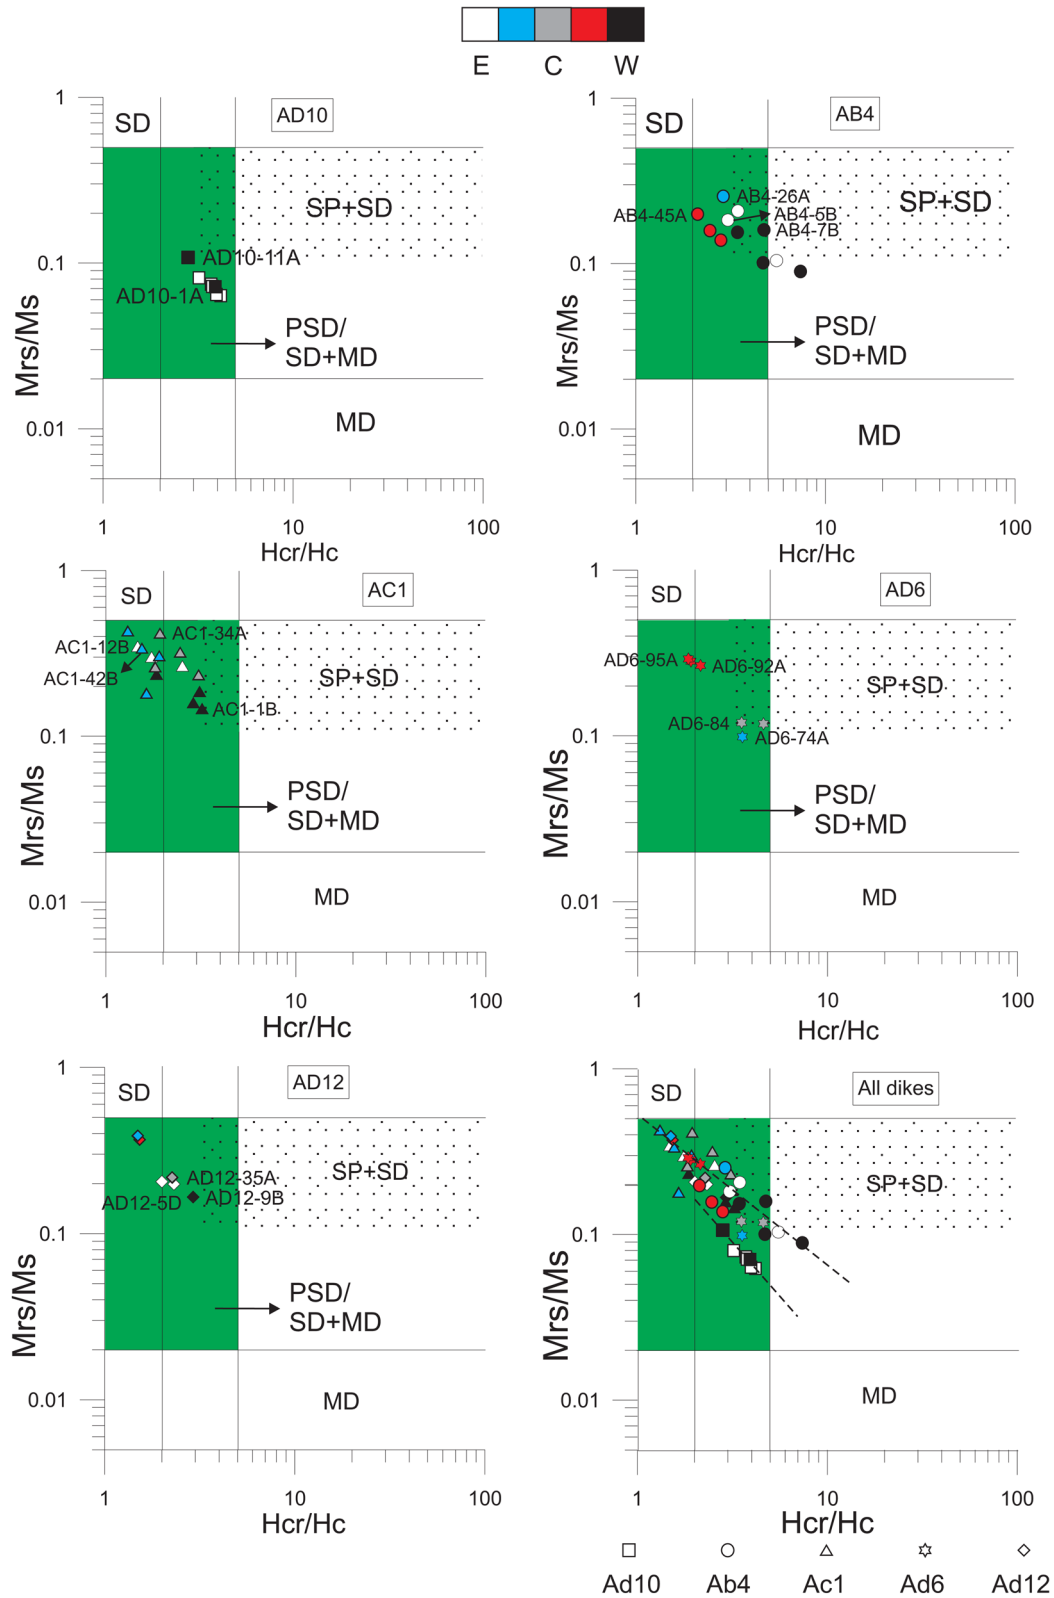 E C W
1
SD
AD10
SP+SD
0.1
AD10-11A
AD10-1A
PSD/
SD+MD
0.01
MD
Mrs/Ms
1 10 100
Hcr/Hc
1
SD
AB4
AB4-26A
SP+SD
AB4-45A
AB4-5B
AB4-7B
0.1
PSD/
SD+MD
0.01
MD
Mrs/Ms
1 10 100
Hcr/Hc
1
SD
AC1
AC1-34A
AC1-12B
AC1-42B
SP+SD
AC1-1B
0.1
PSD/
SD+MD
MD
0.01
Mrs/Ms
1 10 100
Hcr/Hc
1
SD
AD6
AD6-95A
AD6-92A
SP+SD
AD6-84
0.1
AD6-74A
PSD/
SD+MD
MD
0.01
Mrs/Ms
1 10 100
Hcr/Hc
1
SD
AD12
SP+SD
AD12-35A
AD12-9B
AD12-5D
0.1
PSD/
SD+MD
0.01
MD
Mrs/Ms
1 10 100
Hcr/Hc
1
SD
All dikes
SP+SD
0.1
MD
0.01
Mrs/Ms
1 10 100
Hcr/Hc
Ad10 Ab4 Ac1 Ad6 Ad12